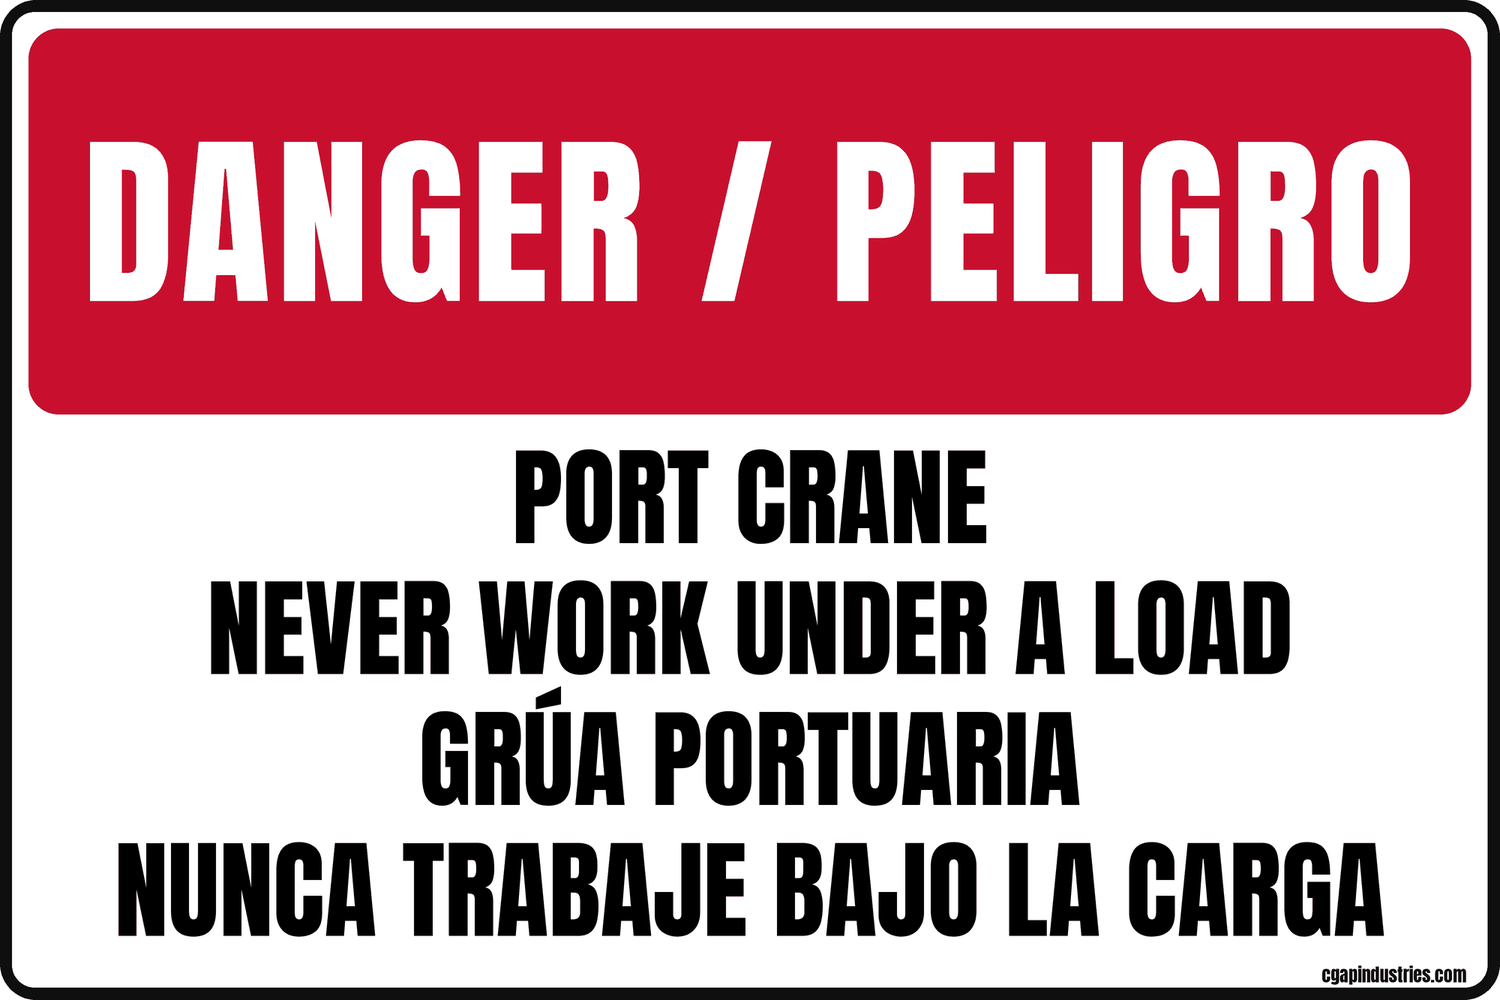 DANGER / PELIGRO
PORT CRANE
NEVER WORK UNDER A LOAD
GRÚA PORTUARIA
NUNCA TRABAJE BAJO LA CARGA
cgapindustries.com